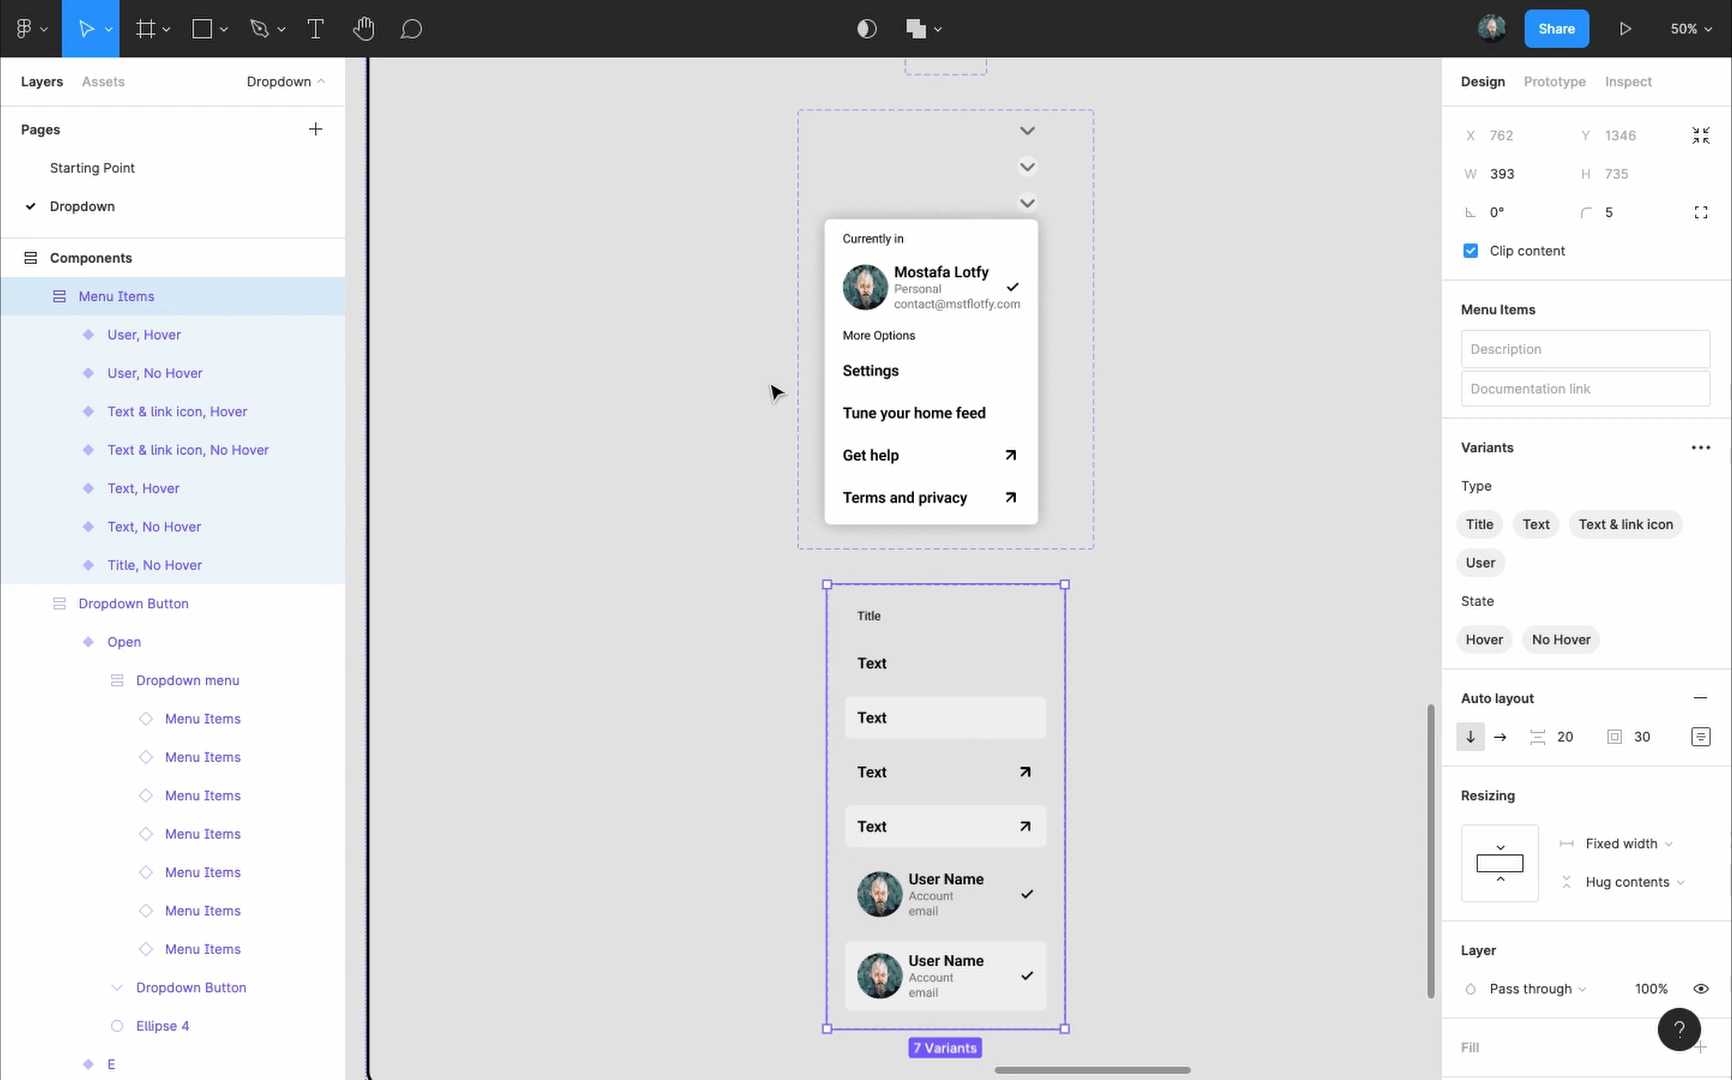 Share
50%
Layers
Assets
Dropdown
Pages
Starting Point
Dropdown
Components
Menu Items
User, Hover
User, No Hover
Text & link icon, Hover
Text & link icon, No Hover
Text, Hover
Text, No Hover
Title, No Hover
Dropdown Button
Open
Dropdown menu
Menu Items
Menu Items
Menu Items
Menu Items
Menu Items
Menu Items
Menu Items
Dropdown Button
Ellipse 4
E
Currently in
Mostafa Lotfy
Personal
contact@mstflotfy.com
More Options
Settings
Tune your home feed
Get help
Terms and privacy
Title
Text
Text
Text
Text
User Name
Account
email
User Name
Account
email
7 Variants
Design
Prototype
Inspect
X 762
Y 1346
W 393
H 735
0°
5
Clip content
Menu Items
Description
Documentation link
Variants
Type
Title
Text
Text & link icon
User
State
Hover
No Hover
Auto layout
20
30
Resizing
Fixed width
Hug contents
Layer
Pass through
100%
?
Fill